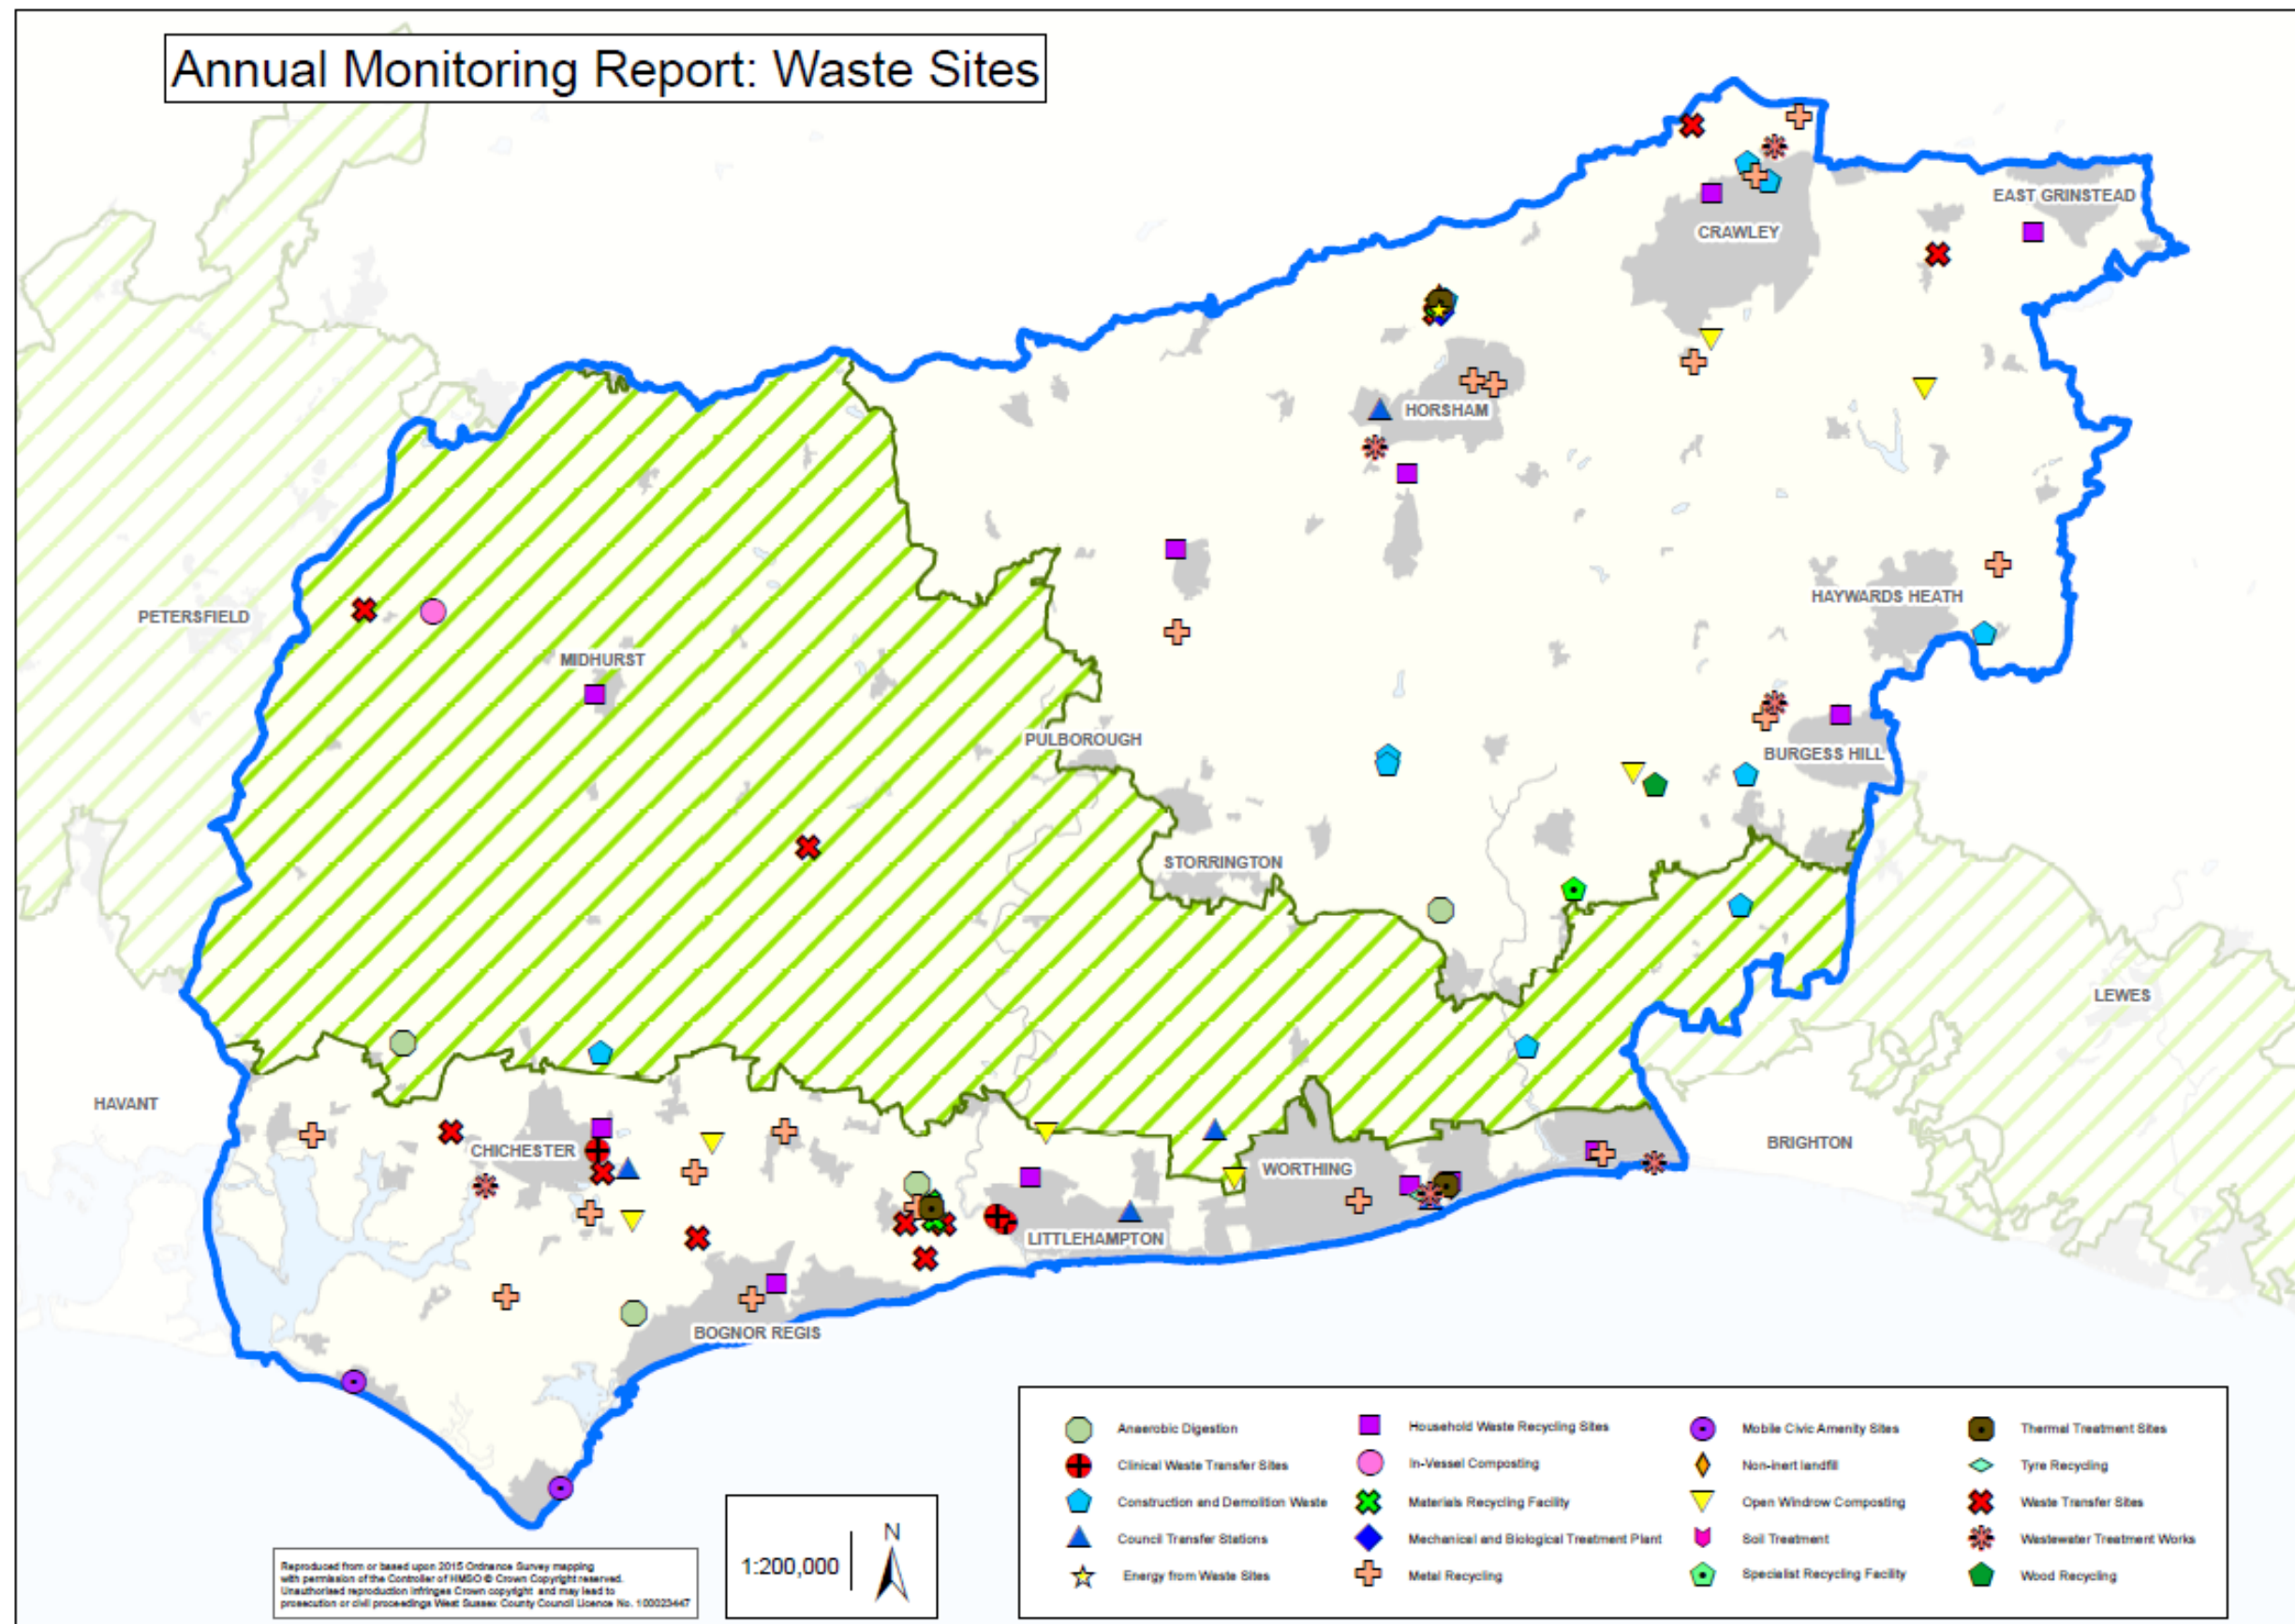 Annual Monitoring Report: Waste Sites
EAST GRINSTEAD
CRAWLEY
HORSHAM
HAYWARDS HEATH
PETERSFIELD
MIDHURST
PULBOROUGH
BURGESS HILL
STORRINGTON
LEWES
HAVANT
CHICHESTER
WORTHING
BRIGHTON
LITTLEHAMPTON
BOGNOR REGIS
Anaerobic Digestion
Clinical Waste Transfer Sites
Construction and Demolition Waste
Council Transfer Stations
Energy from Waste Sites
Household Waste Recycling Sites
In-Vessel Composting
Materials Recycling Facility
Mechanical and Biological Treatment Plant
Metal Recycling
Mobile Civic Amenity Sites
Non-inert landfill
Open Windrow Composting
Soil Treatment
Specialist Recycling Facility
Thermal Treatment Sites
Tyre Recycling
Waste Transfer Sites
Wastewater Treatment Works
Wood Recycling
1:200,000
N
Reproduced from or based upon 2015 Ordnance Survey mapping
with permission of the Controller of HMSO © Crown Copyright reserved.
Unauthorised reproduction infringes Crown copyright and may lead to
prosecution or civil proceedings West Sussex County Council Licence No. 100023447